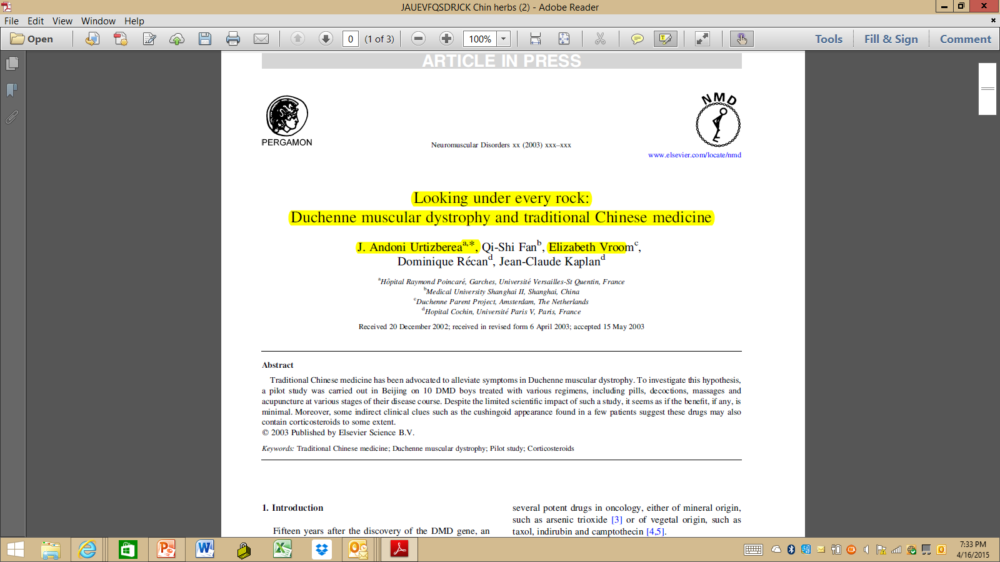 JAUEVFQSDRJCK Chin herbs (2) - Adobe Reader
File Edit View Window Help
Open 0 (1 of 3) 100% Tools Fill & Sign Comment
ARTICLE IN PRESS
NMD
PERGAMON
Neuromuscular Disorders xx (2003) xxx–xxx
www.elsevier.com/locate/nmd
Looking under every rock:
Duchenne muscular dystrophy and traditional Chinese medicine
J. Andoni Urtizberea^a,*, Qi-Shi Fan^b, Elizabeth Vroom^c,
Dominique Récan^d, Jean-Claude Kaplan^d
^aHôpital Raymond Poincaré, Garches, Université Versailles-St Quentin, France
^bMedical University Shanghai II, Shanghai, China
^cDuchenne Parent Project, Amsterdam, The Netherlands
^dHopital Cochin, Université Paris V, Paris, France
Received 20 December 2002; received in revised form 6 April 2003; accepted 15 May 2003
Abstract
Traditional Chinese medicine has been advocated to alleviate symptoms in Duchenne muscular dystrophy. To investigate this hypothesis,
a pilot study was carried out in Beijing on 10 DMD boys treated with various regimens, including pills, decoctions, massages and
acupuncture at various stages of their disease course. Despite the limited scientific impact of such a study, it seems as if the benefit, if any, is
minimal. Moreover, some indirect clinical clues such as the cushingoid appearance found in a few patients suggest these drugs may also
contain corticosteroids to some extent.
© 2003 Published by Elsevier Science B.V.
Keywords: Traditional Chinese medicine; Duchenne muscular dystrophy; Pilot study; Corticosteroids
1. Introduction
Fifteen years after the discovery of the DMD gene, an
several potent drugs in oncology, either of mineral origin,
such as arsenic trioxide [3] or of vegetal origin, such as
taxol, indirubin and camptothecin [4,5].
7:33 PM
4/16/2015